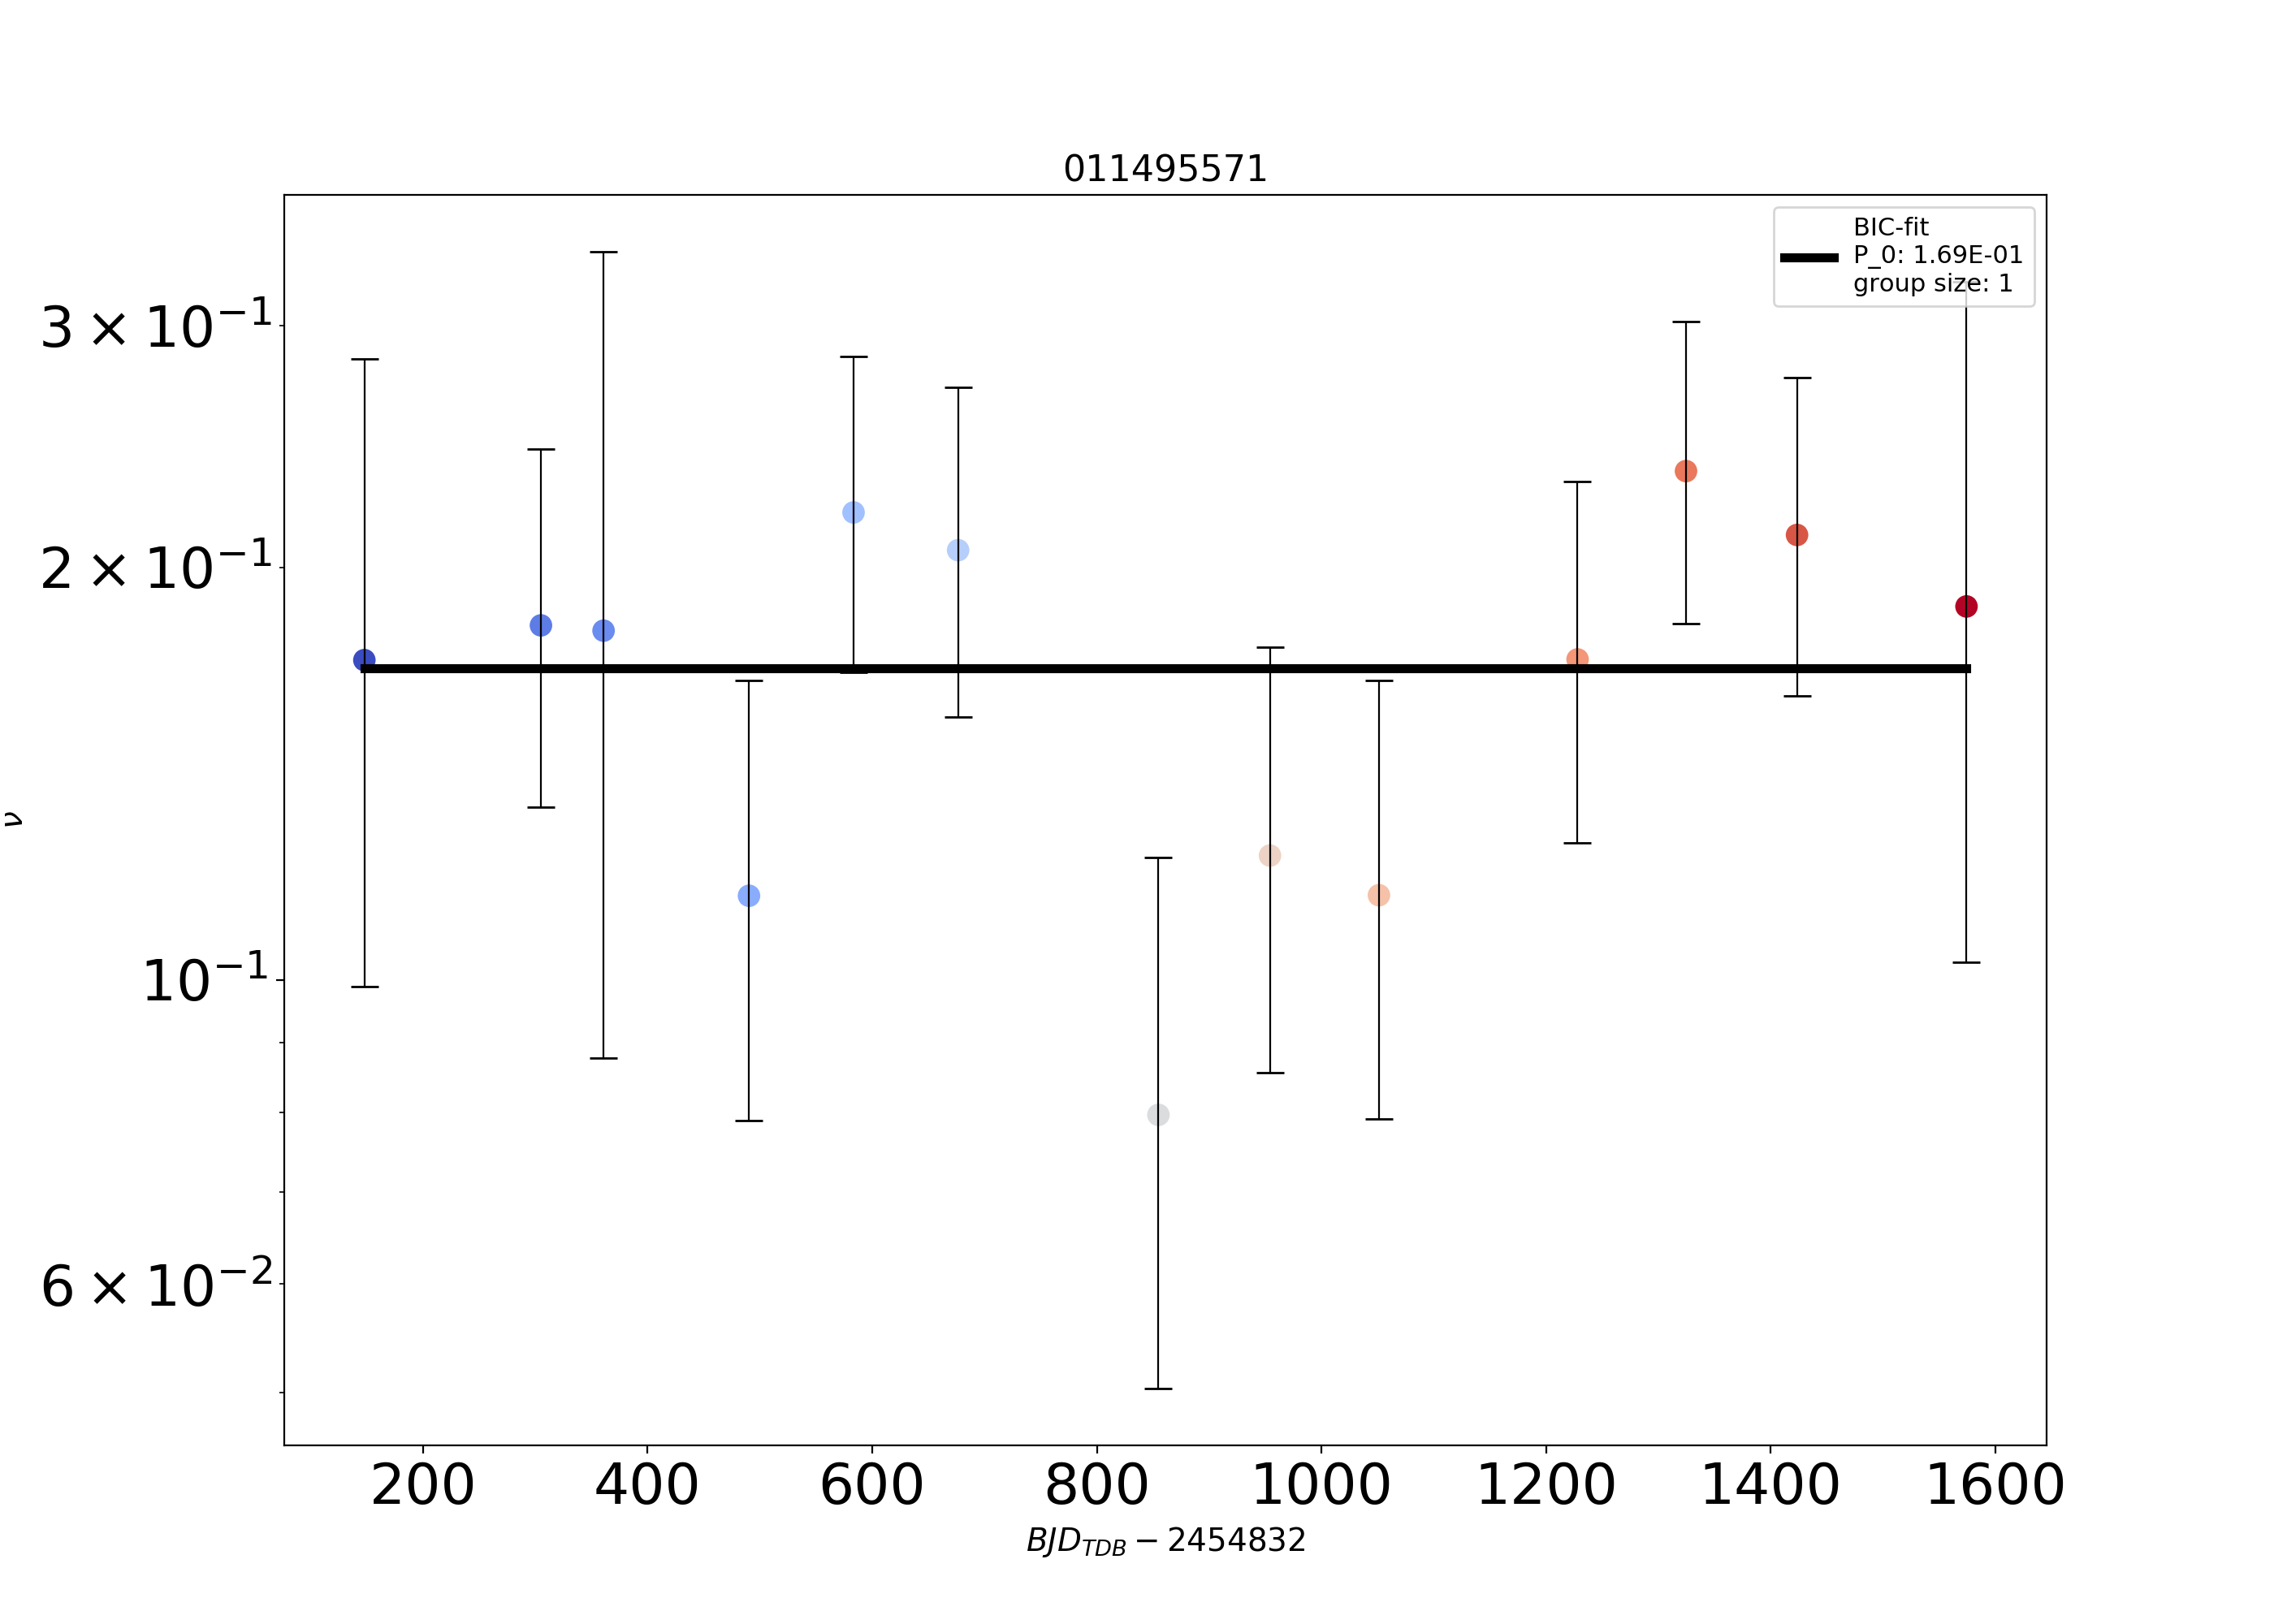 011495571
BIC-fit
P_0: 1.69E-01
group size: 1
3 × 10⁻¹
2 × 10⁻¹
10⁻¹
6 × 10⁻²
ν
200 400 600 800 1000 1200 1400 1600
BJD_TDB − 2454832